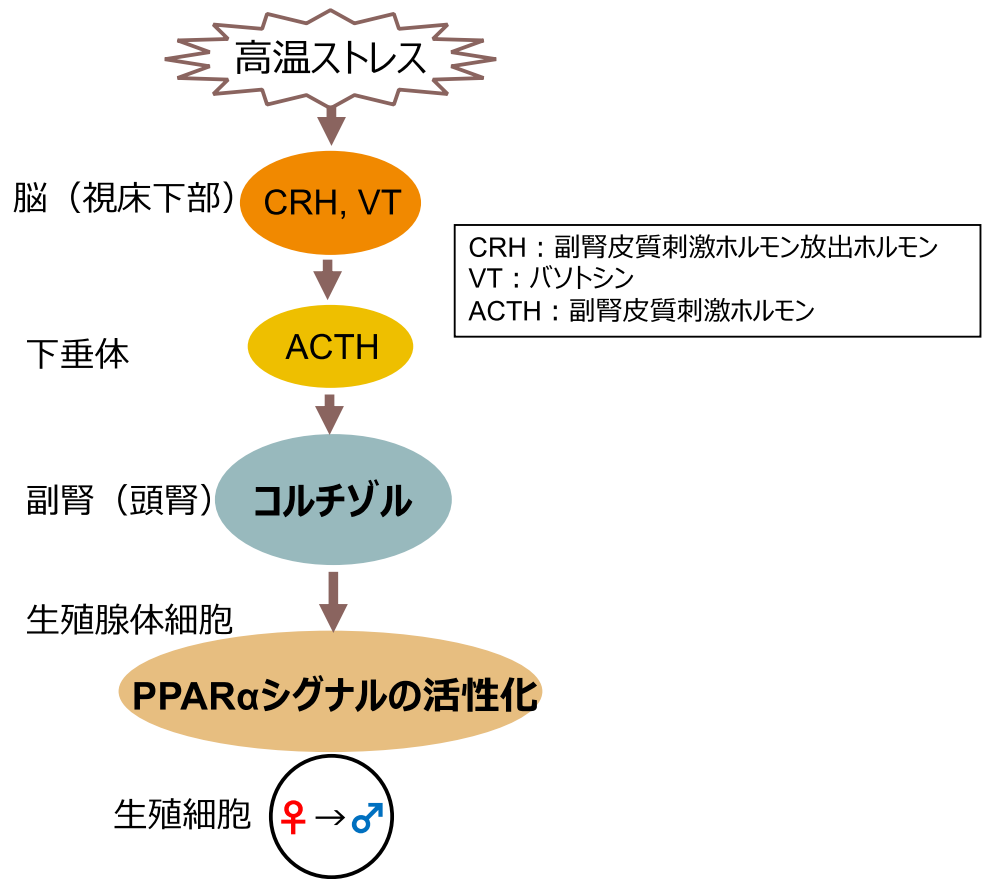 高温ストレス
脳（視床下部）
CRH, VT
CRH：副腎皮質刺激ホルモン放出ホルモン
VT：バソトシン
ACTH：副腎皮質刺激ホルモン
下垂体
ACTH
副腎（頭腎）
コルチゾル
生殖腺体細胞
PPARαシグナルの活性化
生殖細胞
♀→♂